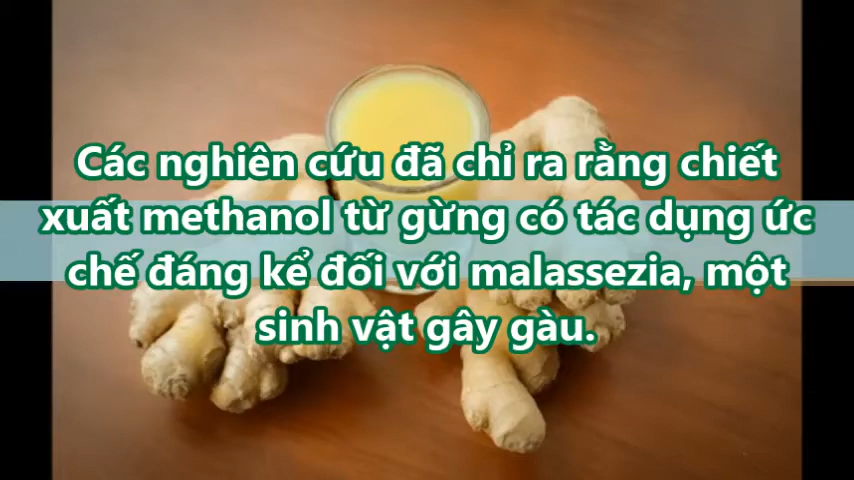 Các nghiên cứu đã chỉ ra rằng chiết
xuất methanol từ gừng có tác dụng ức
chế đáng kể đối với malassezia, một
sinh vật gây gàu.